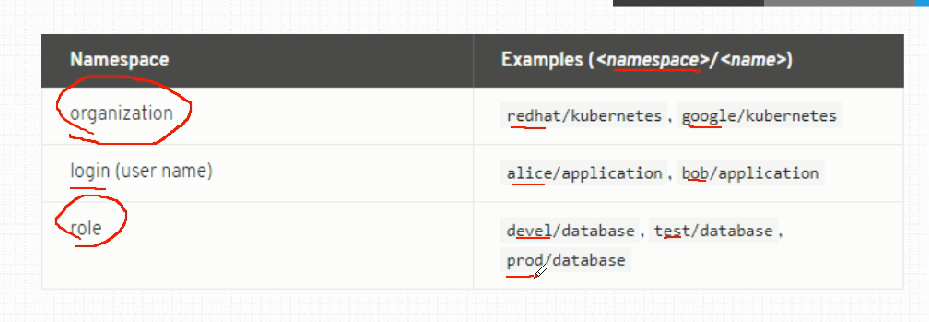 Namespace Examples (<namespace>/<name>)
organization redhat/kubernetes, google/kubernetes
login (user name) alice/application, bob/application
role devel/database, test/database,
prod/database